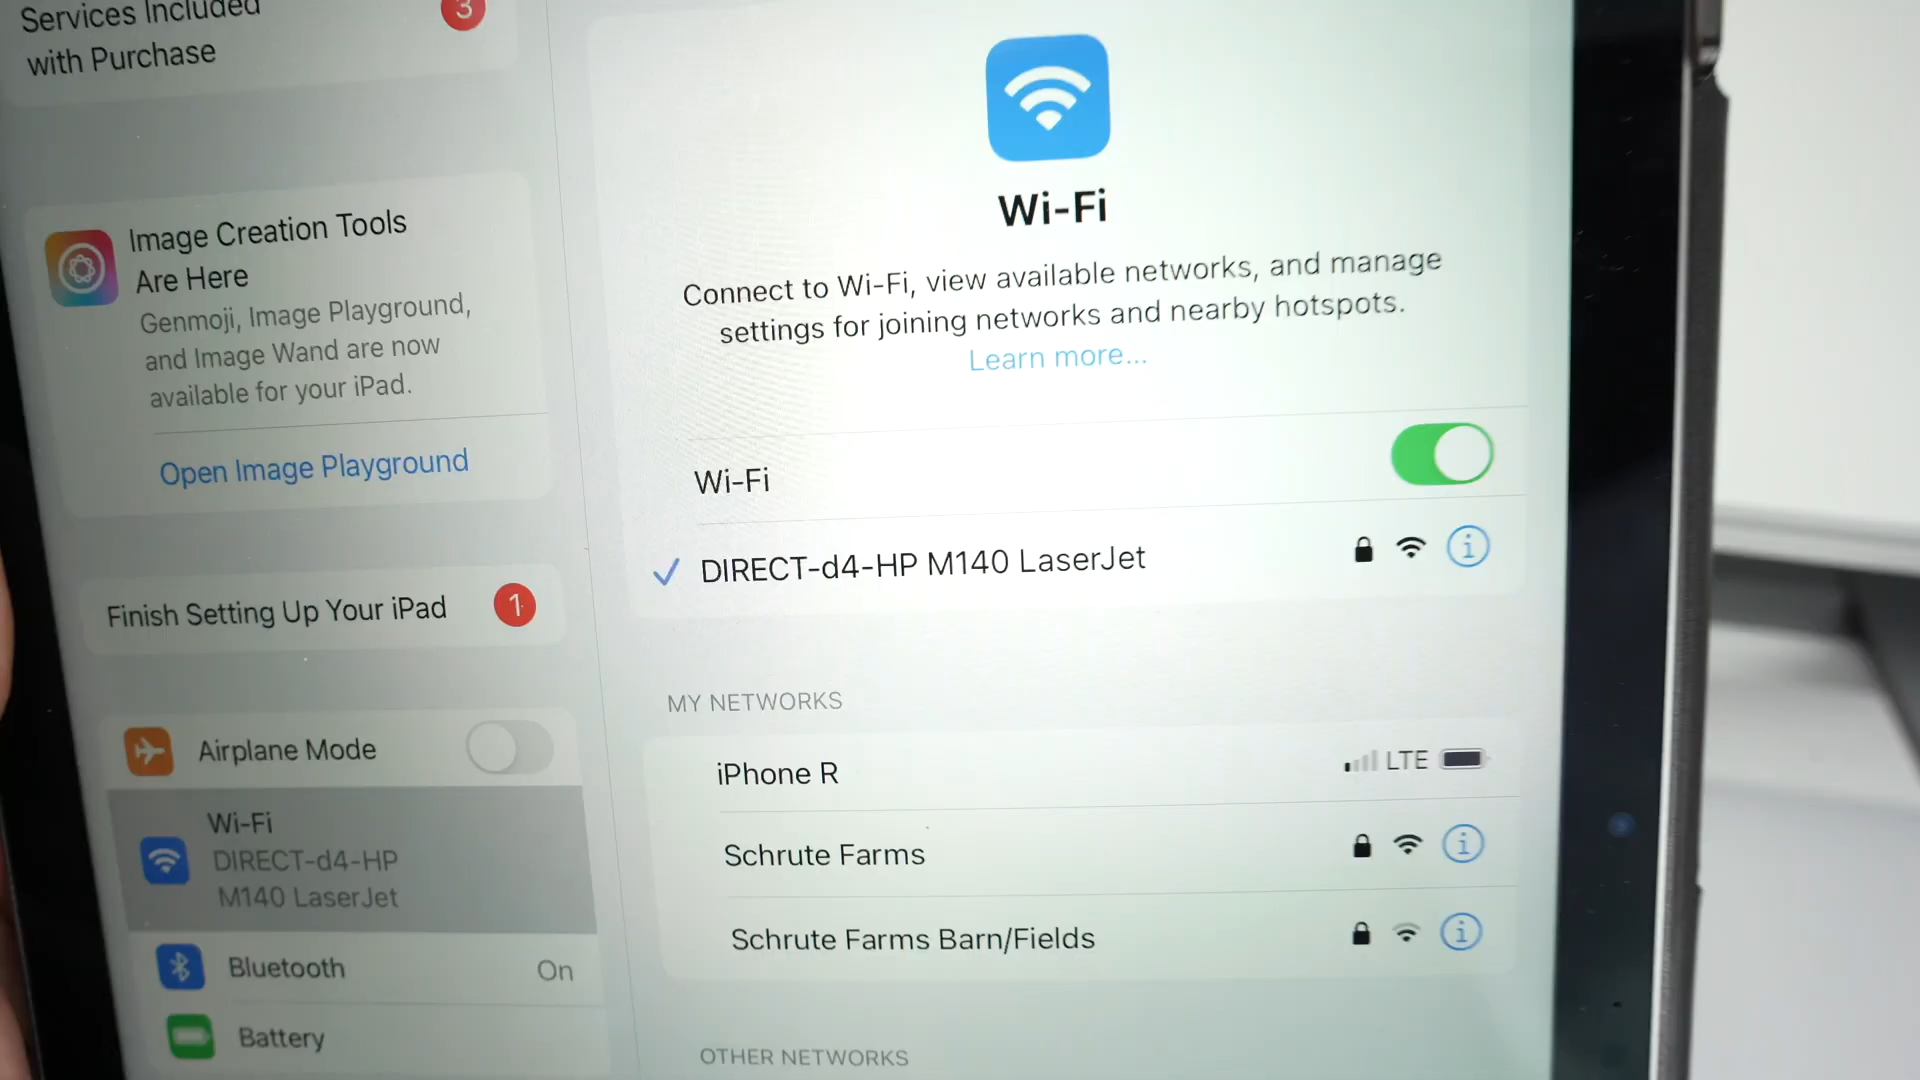 Services Included
with Purchase
3
Image Creation Tools
Are Here
Genmoji, Image Playground,
and Image Wand are now
available for your iPad.
Open Image Playground
Finish Setting Up Your iPad
1
Airplane Mode
Wi-Fi
DIRECT-d4-HP
M140 LaserJet
Bluetooth
On
Battery
Wi-Fi
Connect to Wi-Fi, view available networks, and manage
settings for joining networks and nearby hotspots.
Learn more...
Wi-Fi
DIRECT-d4-HP M140 LaserJet
MY NETWORKS
iPhone R
LTE
Schrute Farms
Schrute Farms Barn/Fields
OTHER NETWORKS